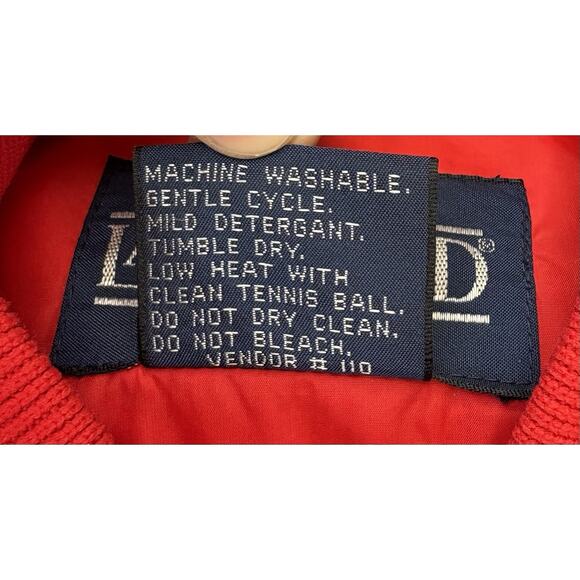 MACHINE WASHABLE.
GENTLE CYCLE.
MILD DETERGANT.
TUMBLE DRY.
LOW HEAT WITH
CLEAN TENNIS BALL.
DO NOT DRY CLEAN.
DO NOT BLEACH.
VENDOR # 110